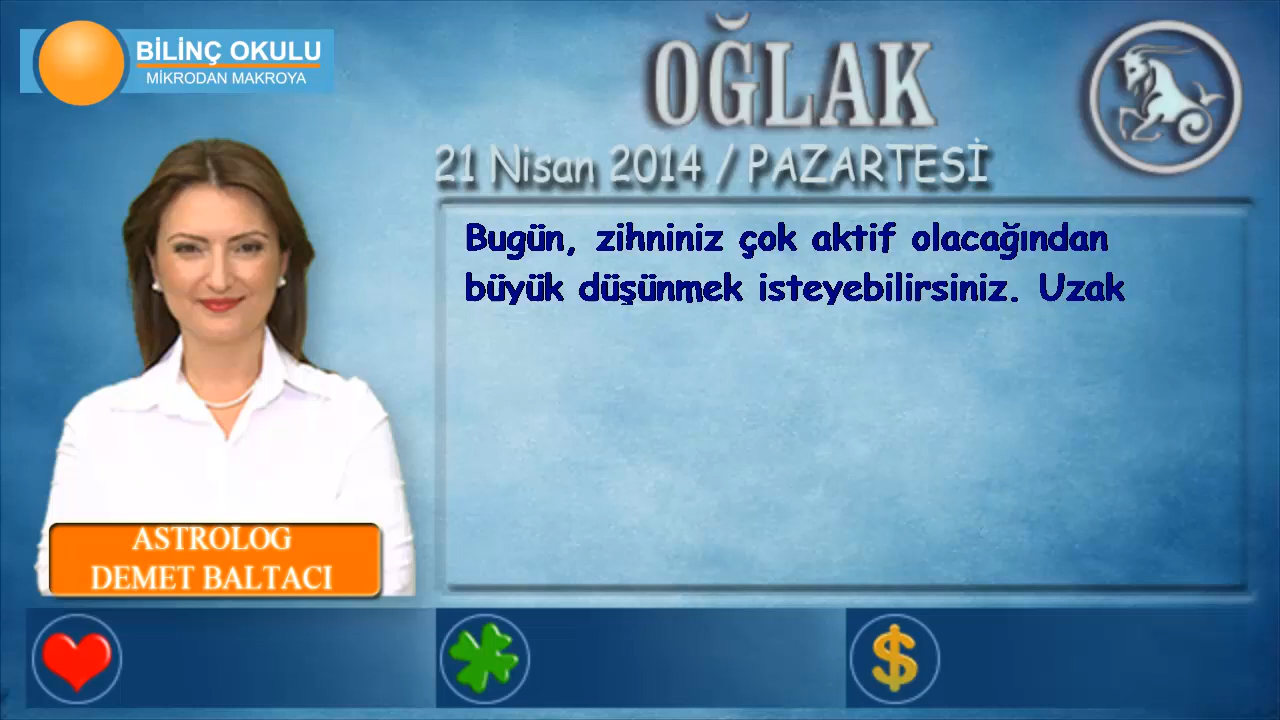 BİLİNÇ OKULU
MİKRODAN MAKROYA
OĞLAK
21 Nisan 2014 / PAZARTESİ
Bugün, zihniniz çok aktif olacağından
büyük düşünmek isteyebilirsiniz. Uzak
ASTROLOG
DEMET BALTACI
$